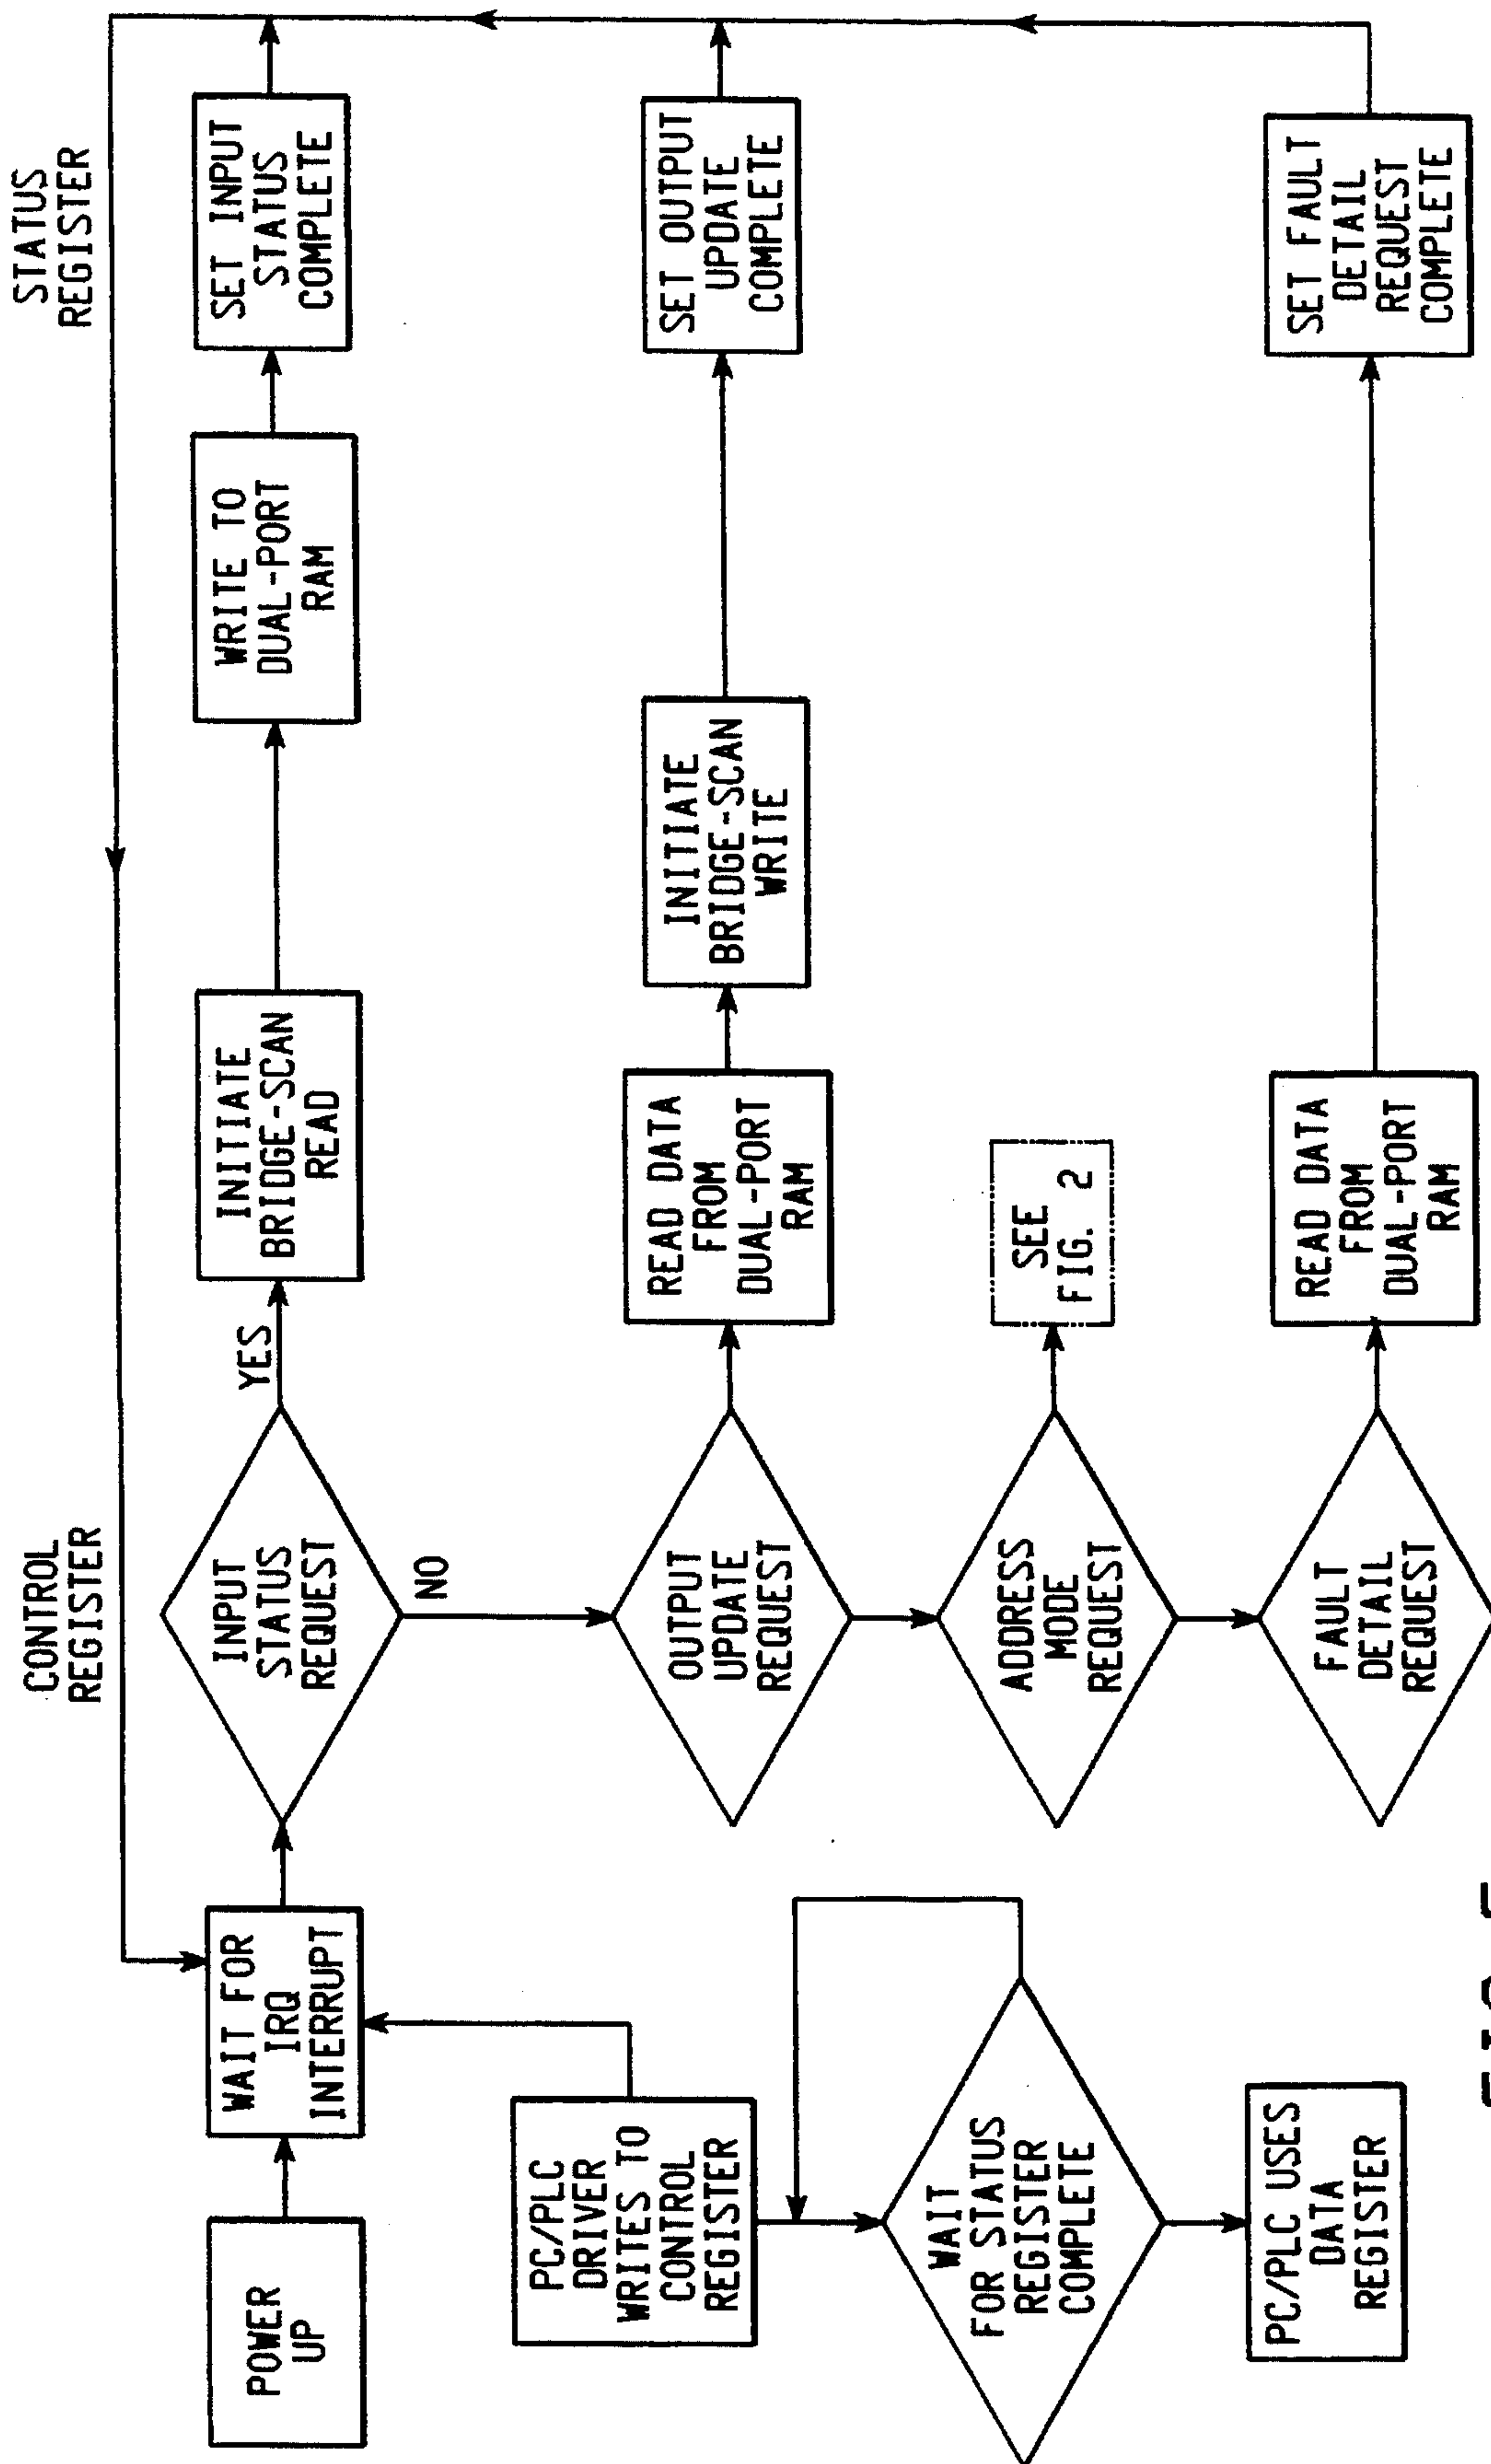 CONTROL
REGISTER
STATUS
REGISTER
POWER
UP
WAIT FOR
IRQ
INTERRUPT
INPUT
STATUS
REQUEST
YES
NO
INITIATE
BRIDGE-SCAN
READ
WRITE TO
DUAL-PORT
RAM
SET INPUT
STATUS
COMPLETE
PC/PLC
DRIVER
WRITES TO
CONTROL
REGISTER
OUTPUT
UPDATE
REQUEST
READ DATA
FROM
DUAL-PORT
RAM
INITIATE
BRIDGE-SCAN
WRITE
SET OUTPUT
UPDATE
COMPLETE
WAIT
FOR STATUS
REGISTER
COMPLETE
ADDRESS
MODE
REQUEST
SEE
FIG. 2
PC/PLC USES
DATA
REGISTER
FAULT
DETAIL
REQUEST
READ DATA
FROM
DUAL-PORT
RAM
SET FAULT
DETAIL
REQUEST
COMPLETE